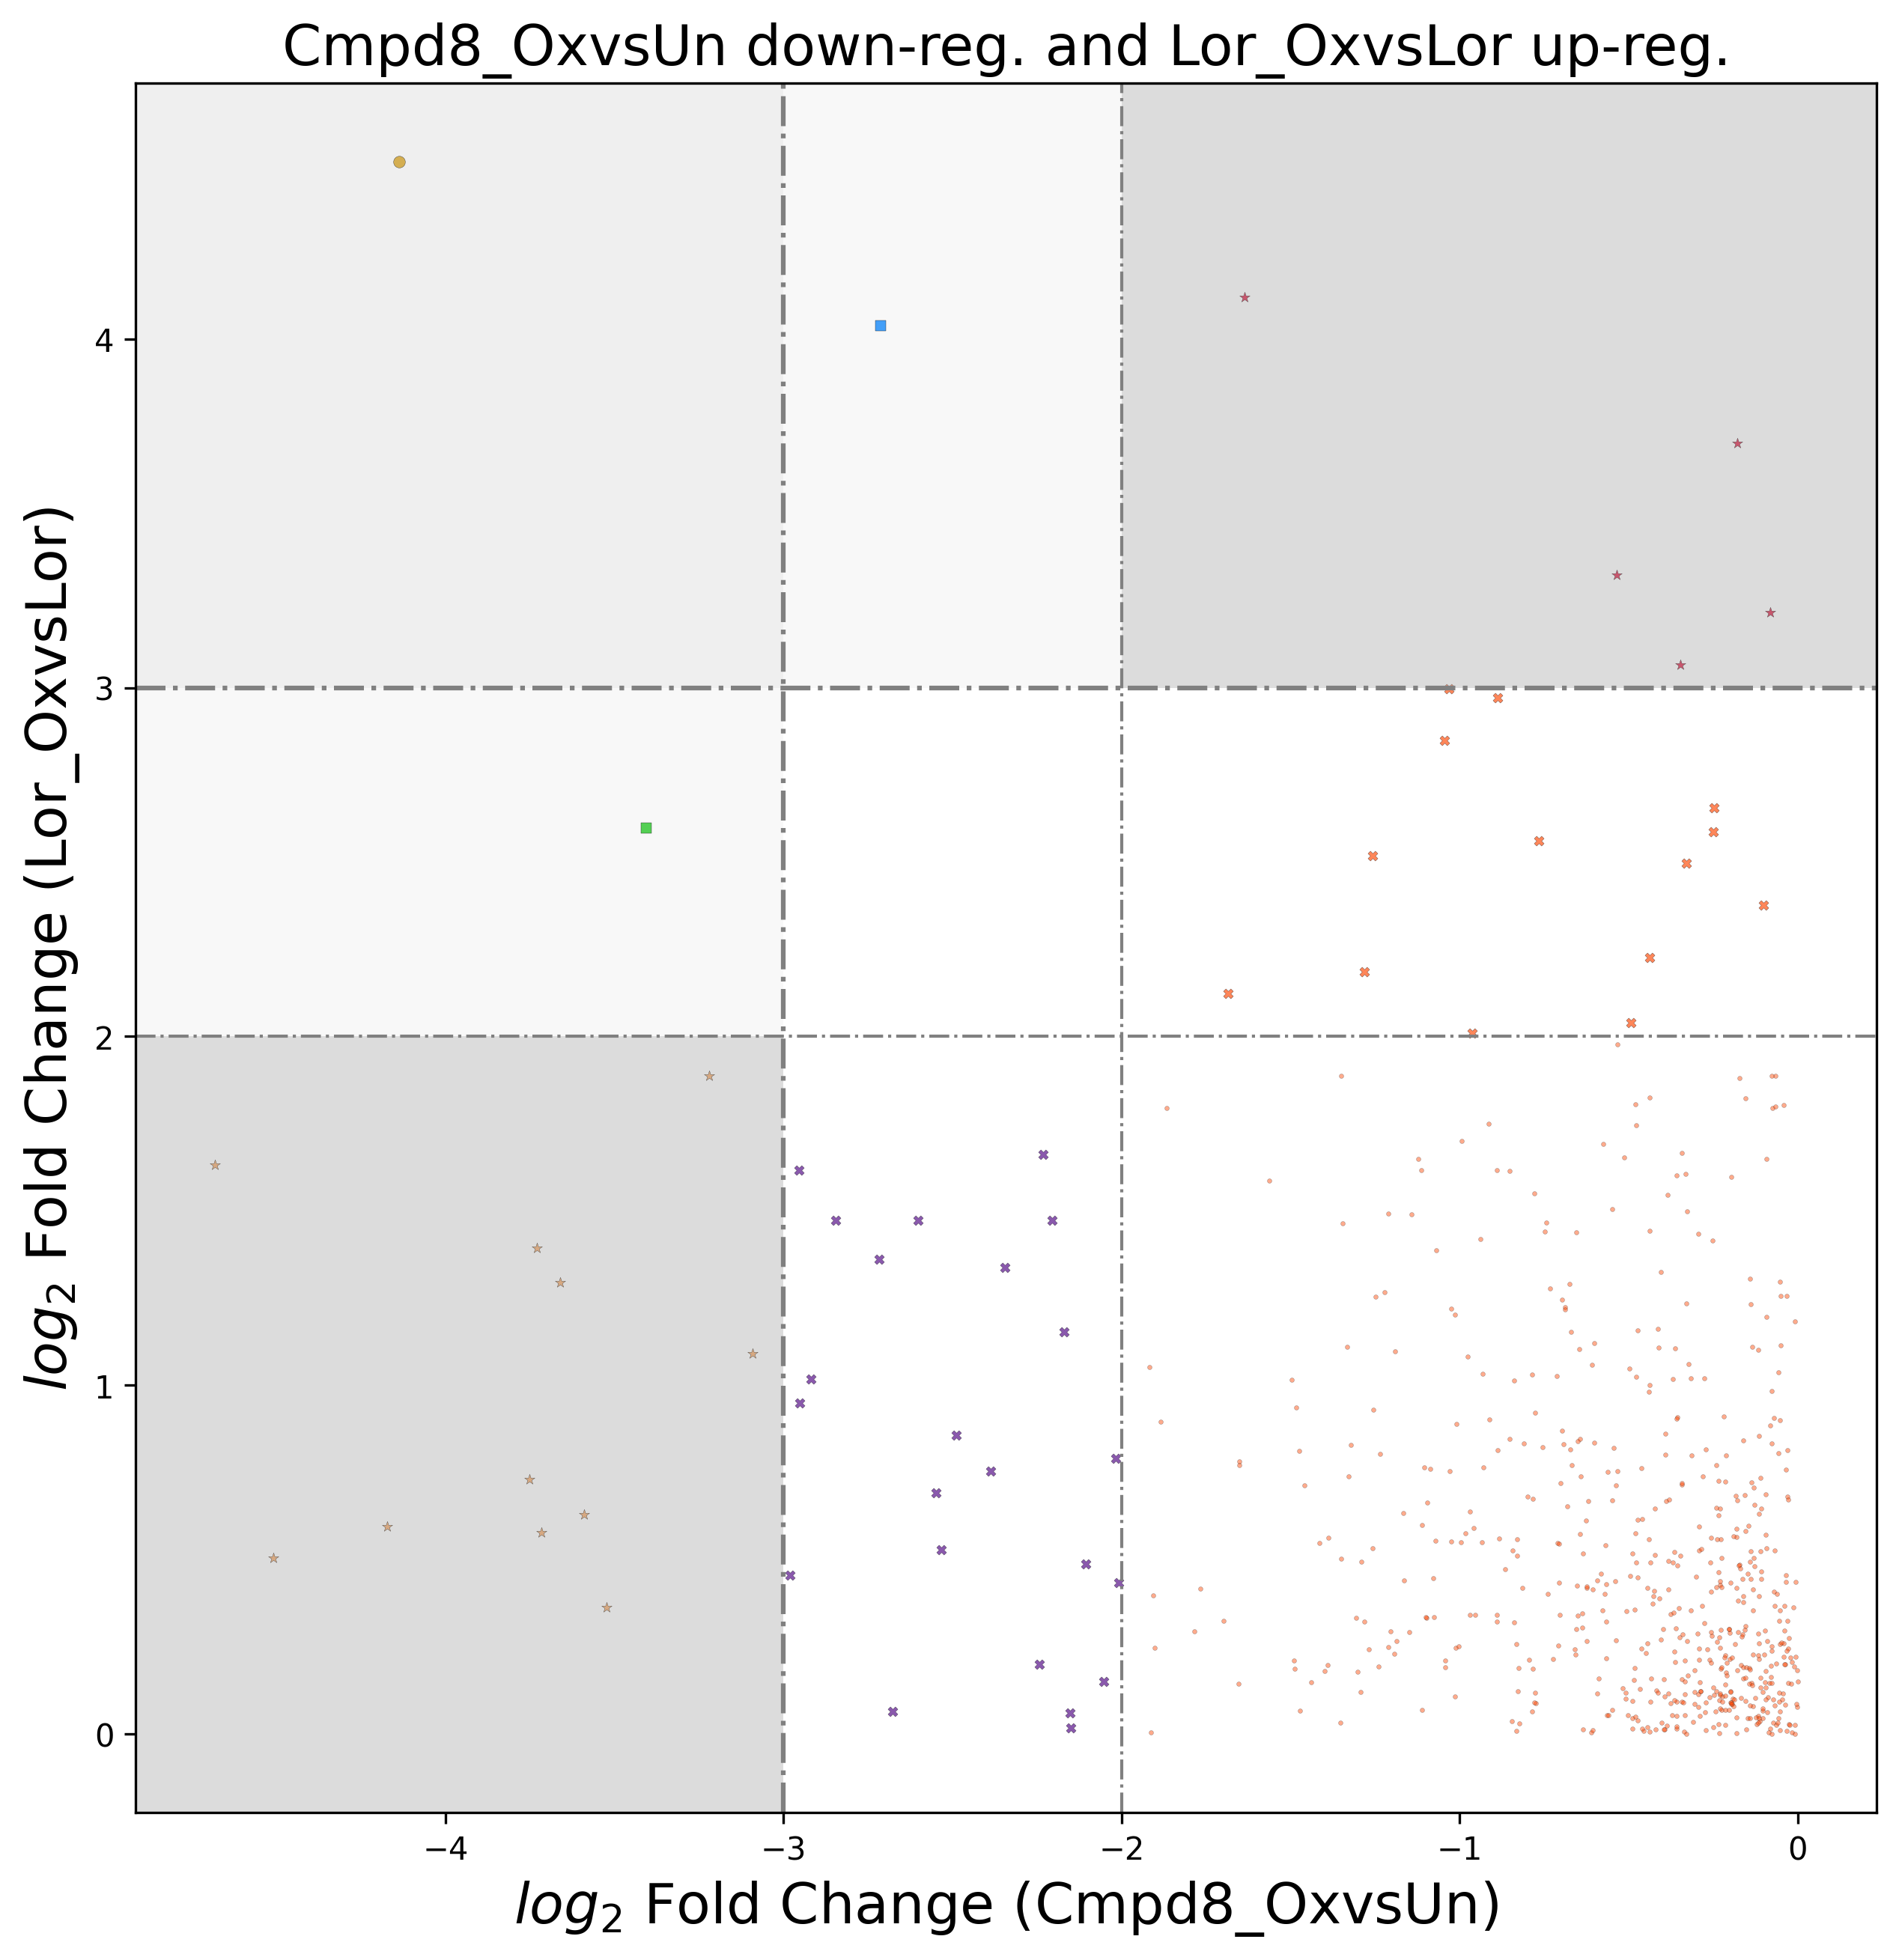 Cmpd8_OxvsUn down-reg. and Lor_OxvsLor up-reg.
log2 Fold Change (Lor_OxvsLor)
4
3
2
1
0
−4 −3 −2 −1 0
log2 Fold Change (Cmpd8_OxvsUn)